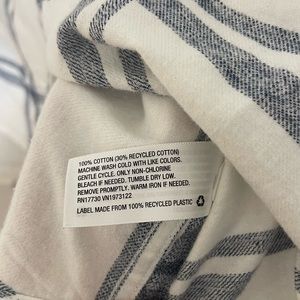 100% COTTON (30% RECYCLED COTTON)
MACHINE WASH COLD WITH LIKE COLORS.
GENTLE CYCLE. ONLY NON-CHLORINE
BLEACH IF NEEDED. TUMBLE DRY LOW.
REMOVE PROMPTLY. WARM IRON IF NEEDED.
RN17730 VN1973122
LABEL MADE FROM 100% RECYCLED PLASTIC